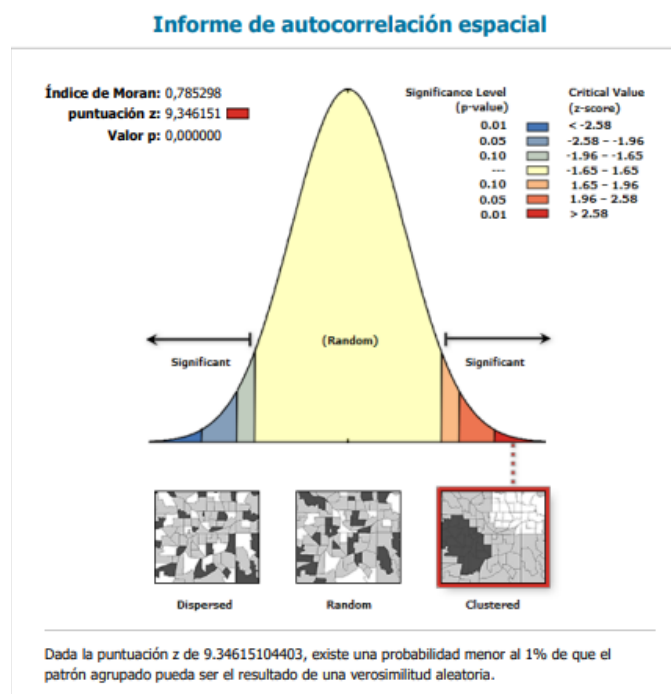 Informe de autocorrelación espacial
Índice de Moran: 0,785298
puntuación z: 9,346151
Valor p: 0,000000
Significance Level Critical Value
(p-value) (z-score)
0.01 < -2.58
0.05 -2.58 – -1.96
0.10 -1.96 – -1.65
--- -1.65 – 1.65
0.10 1.65 – 1.96
0.05 1.96 – 2.58
0.01 > 2.58
(Random)
Significant Significant
Dispersed Random Clustered
Dada la puntuación z de 9.34615104403, existe una probabilidad menor al 1% de que el
patrón agrupado pueda ser el resultado de una verosimilitud aleatoria.